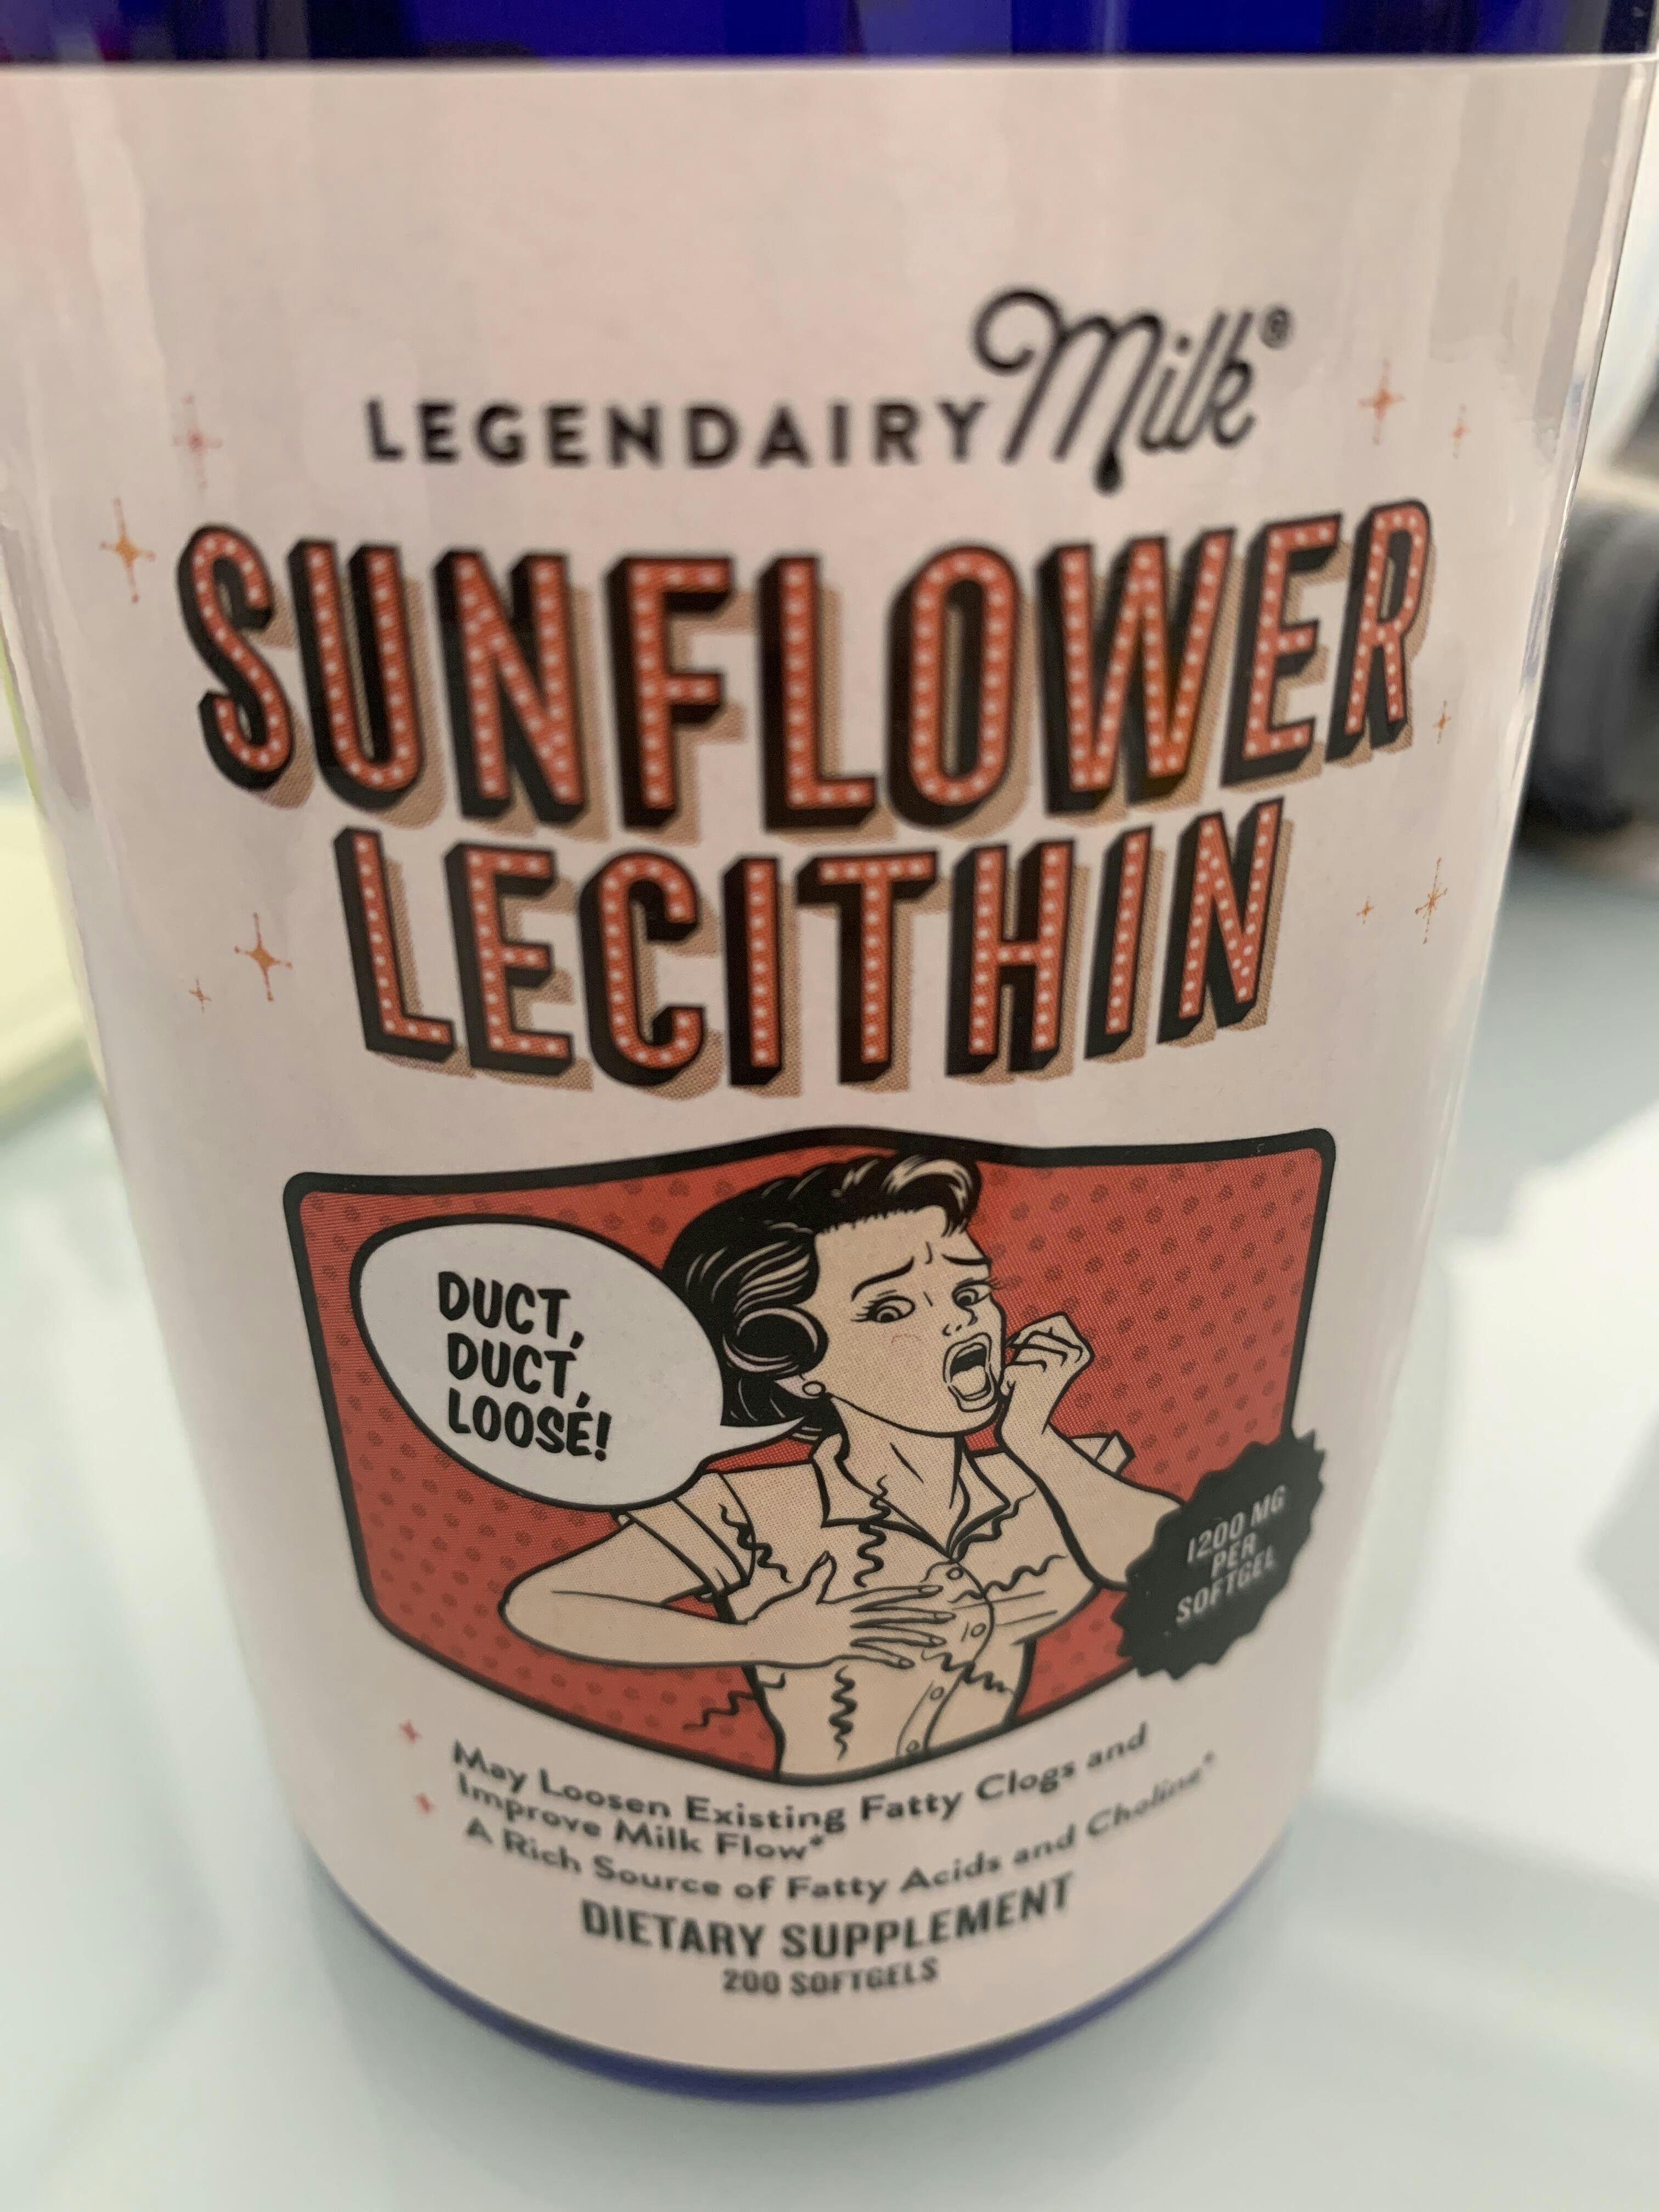 LEGENDAIRY Milk®
SUNFLOWER
LECITHIN
DUCT,
DUCT,
LOOSE!
1200 MG
PER
SOFTGEL
May Loosen Existing Fatty Clogs and
Improve Milk Flow*
A Rich Source of Fatty Acids and Choline*
DIETARY SUPPLEMENT
200 SOFTGELS